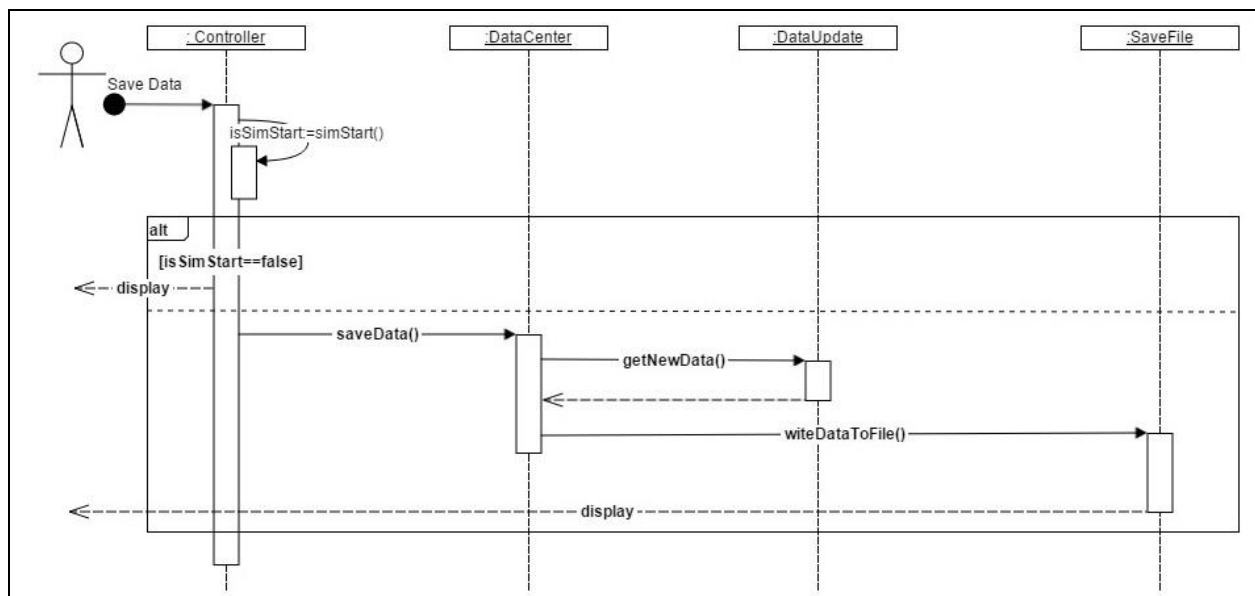 : Controller
:DataCenter
:DataUpdate
:SaveFile
Save Data
isSimStart:=simStart()
alt
[isSimStart==false]
display
saveData()
getNewData()
witeDataToFile()
display